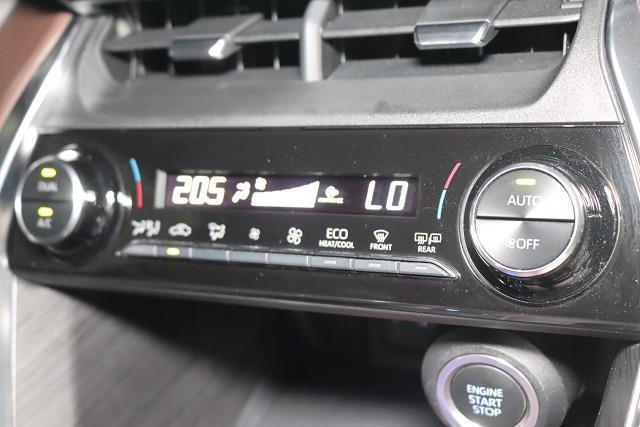 DUAL
A/C
20.5
LO
ECO
HEAT/COOL
FRONT
REAR
AUTO
OFF
ENGINE
START
STOP